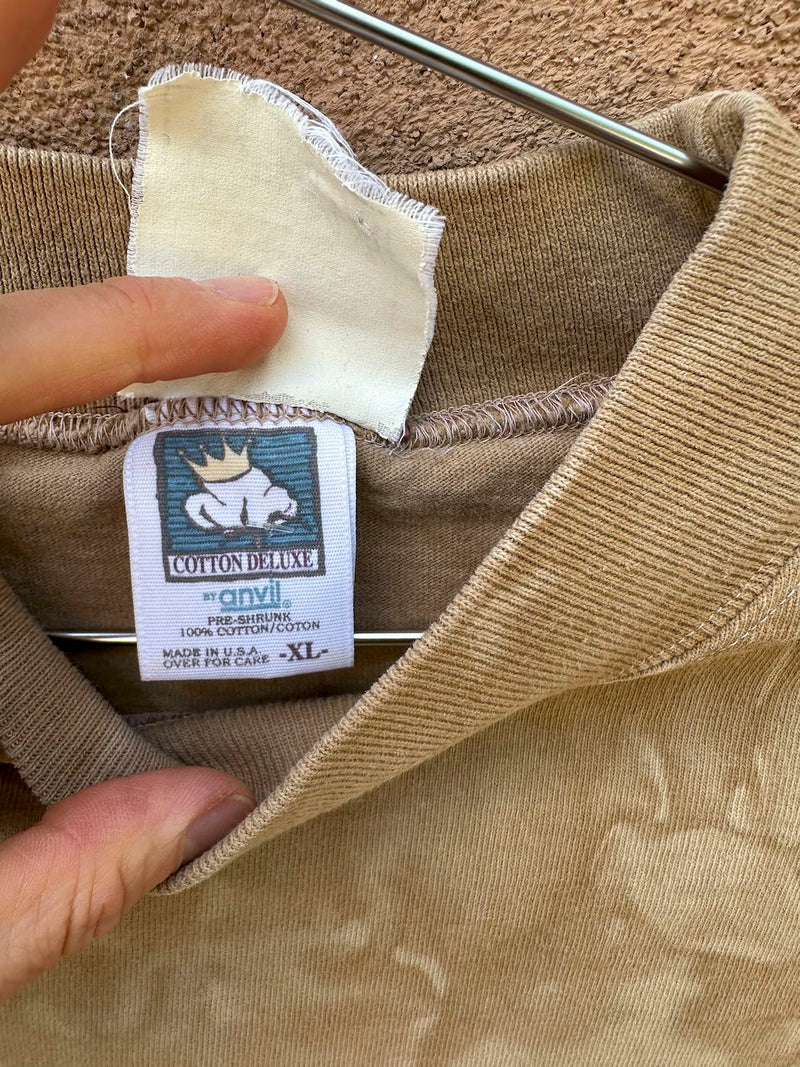 COTTON DELUXE
BY anvil®
PRE-SHRUNK
100% COTTON/COTON
MADE IN U.S.A.
OVER FOR CARE -XL-